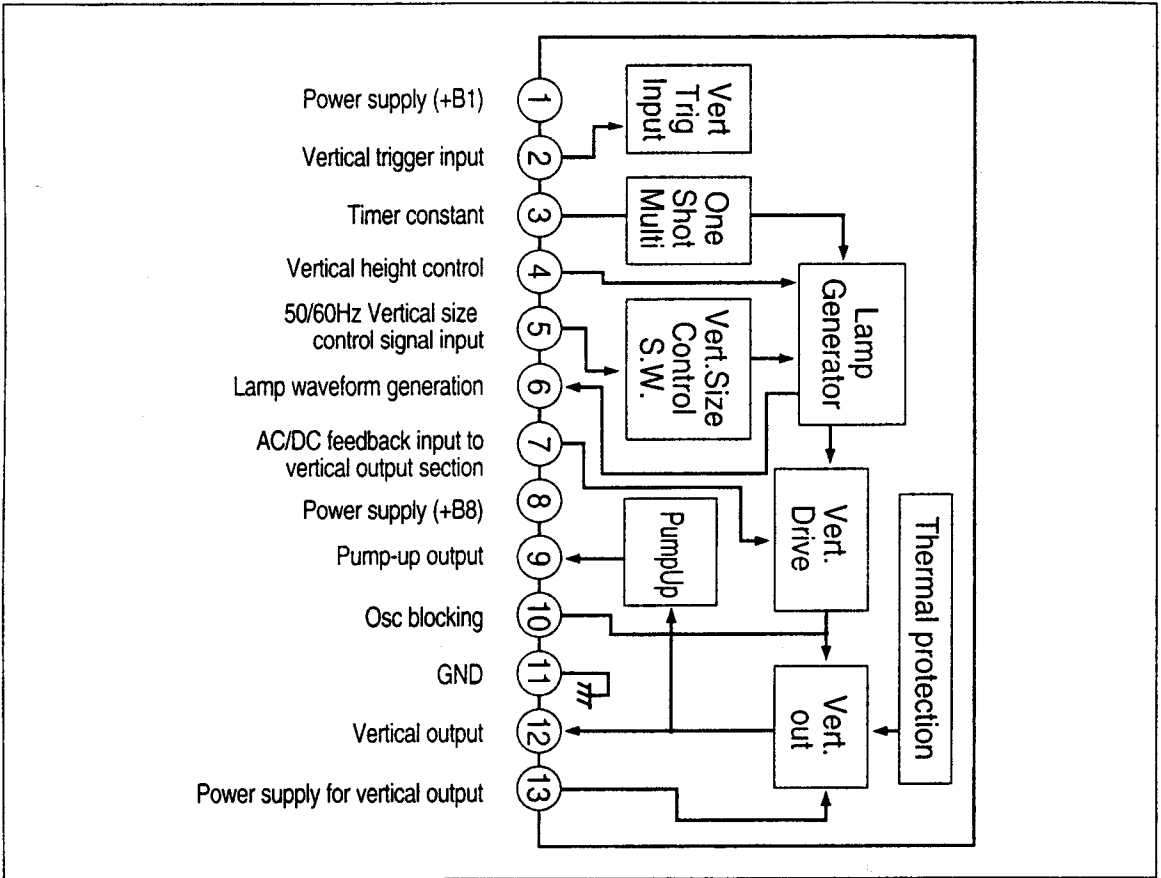 Power supply (+B1)
Vertical trigger input
Timer constant
Vertical height control
50/60Hz Vertical size
control signal input
Lamp waveform generation
AC/DC feedback input to
vertical output section
Power supply (+B8)
Pump-up output
Osc blocking
GND
Vertical output
Power supply for vertical output
1
2
3
4
5
6
7
8
9
10
11
12
13
Vert
Trig
Input
One
Shot
Multi
Lamp
Generator
Vert.Size
Control
S.W.
PumpUp
Vert.
Drive
Thermal protection
Vert.
out